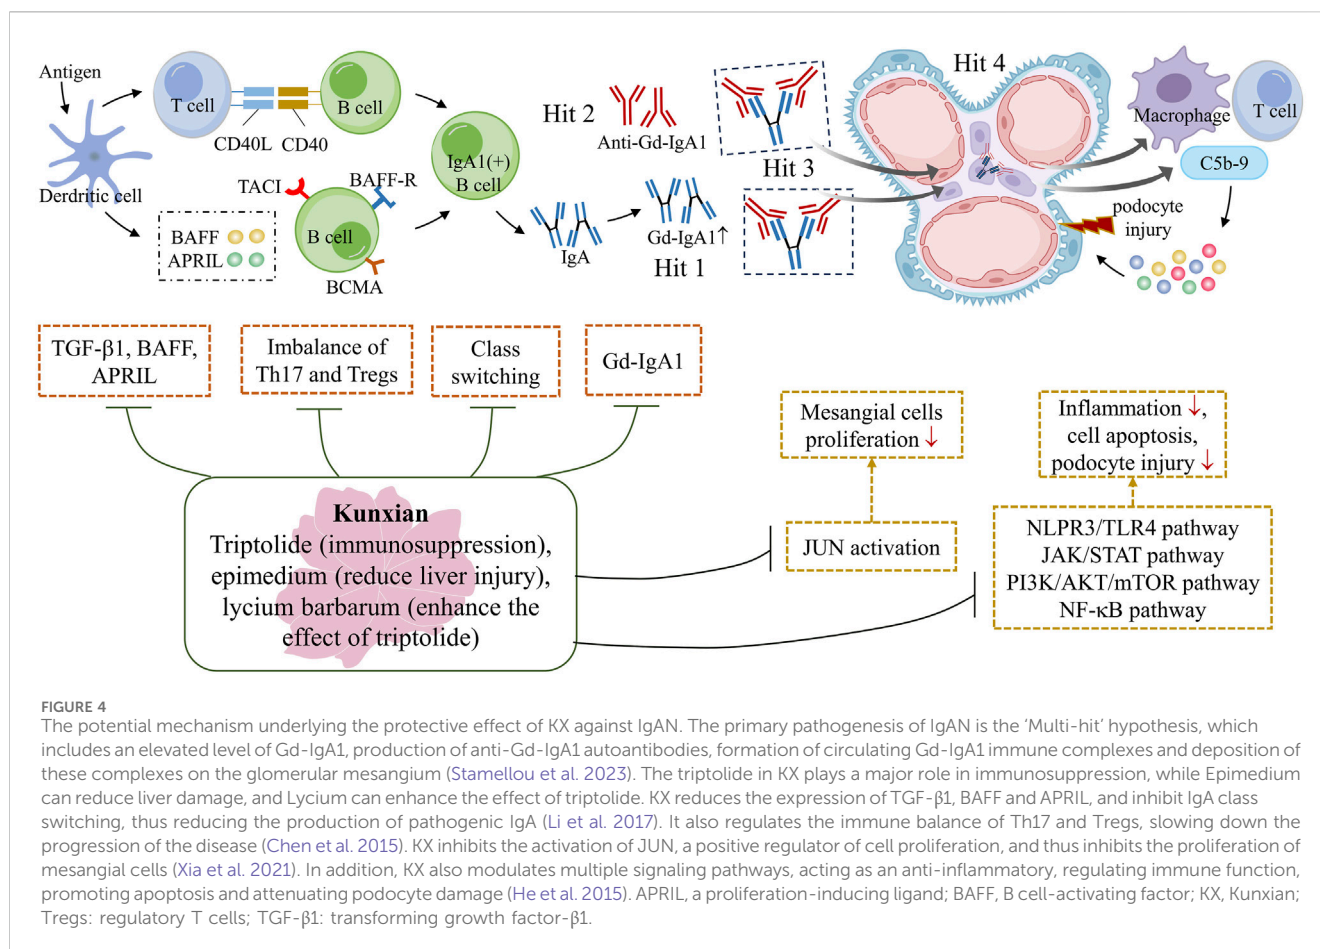 Antigen
Derdritic cell
T cell
CD40L
CD40
B cell
BAFF
APRIL
TACI
BAFF-R
B cell
BCMA
IgA1(+)
B cell
IgA
Hit 2
Anti-Gd-IgA1
Gd-IgA1↑
Hit 1
Hit 3
Hit 4
Macrophage
T cell
C5b-9
podocyte
injury
TGF-β1, BAFF,
APRIL
Imbalance of
Th17 and Tregs
Class
switching
Gd-IgA1
Kunxian
Triptolide (immunosuppression),
epimedium (reduce liver injury),
lycium barbarum (enhance the
effect of triptolide)
Mesangial cells
proliferation ↓
JUN activation
Inflammation ↓,
cell apoptosis,
podocyte injury ↓
NLPR3/TLR4 pathway
JAK/STAT pathway
PI3K/AKT/mTOR pathway
NF-κB pathway
FIGURE 4
The potential mechanism underlying the protective effect of KX against IgAN. The primary pathogenesis of IgAN is the ‘Multi-hit’ hypothesis, which
includes an elevated level of Gd-IgA1, production of anti-Gd-IgA1 autoantibodies, formation of circulating Gd-IgA1 immune complexes and deposition of
these complexes on the glomerular mesangium (Stamellou et al. 2023). The triptolide in KX plays a major role in immunosuppression, while Epimedium
can reduce liver damage, and Lycium can enhance the effect of triptolide. KX reduces the expression of TGF-β1, BAFF and APRIL, and inhibit IgA class
switching, thus reducing the production of pathogenic IgA (Li et al. 2017). It also regulates the immune balance of Th17 and Tregs, slowing down the
progression of the disease (Chen et al. 2015). KX inhibits the activation of JUN, a positive regulator of cell proliferation, and thus inhibits the proliferation of
mesangial cells (Xia et al. 2021). In addition, KX also modulates multiple signaling pathways, acting as an anti-inflammatory, regulating immune function,
promoting apoptosis and attenuating podocyte damage (He et al. 2015). APRIL, a proliferation-inducing ligand; BAFF, B cell-activating factor; KX, Kunxian;
Tregs: regulatory T cells; TGF-β1: transforming growth factor-β1.